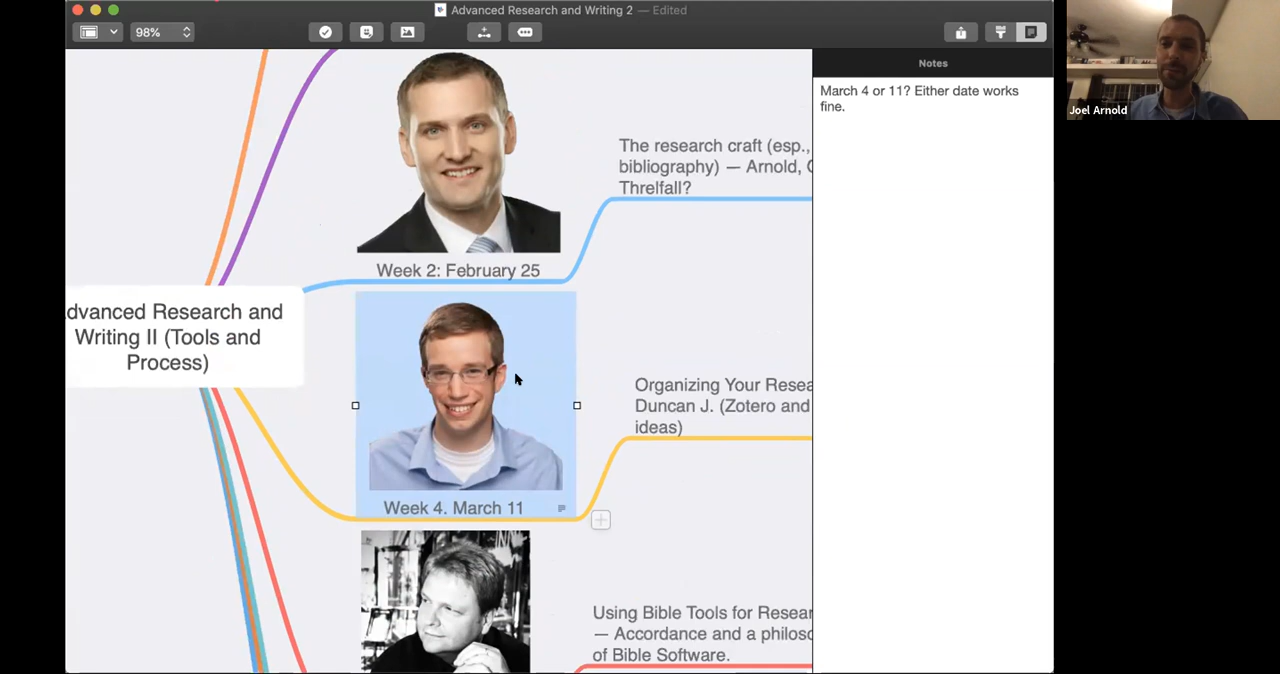 Advanced Research and Writing 2 — Edited
98%
Notes
March 4 or 11? Either date works
fine.
Joel Arnold
The research craft (esp.,
bibliography) — Arnold,
Threlfall?
Week 2: February 25
dvanced Research and
Writing II (Tools and
Process)
Organizing Your Resea
Duncan J. (Zotero and
ideas)
Week 4. March 11
Using Bible Tools for Resear
— Accordance and a philos
of Bible Software.